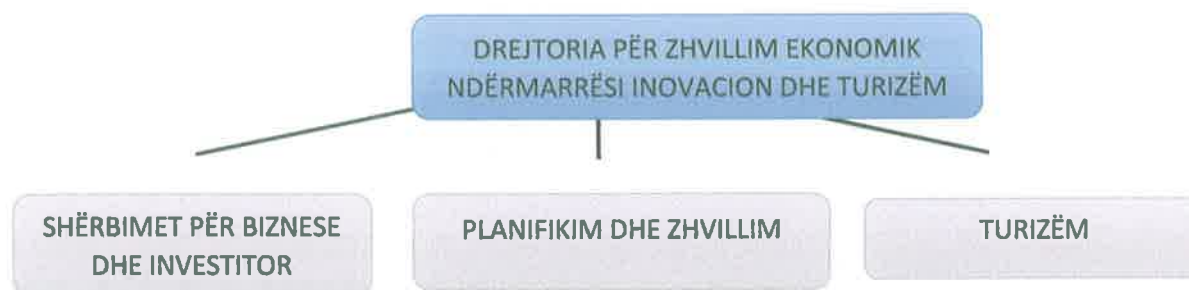 DREJTORIA PËR ZHVILLIM EKONOMIK
NDËRMARRËSI INOVACION DHE TURIZËM
SHËRBIMET PËR BIZNESE
DHE INVESTITOR
PLANIFIKIM DHE ZHVILLIM
TURIZËM